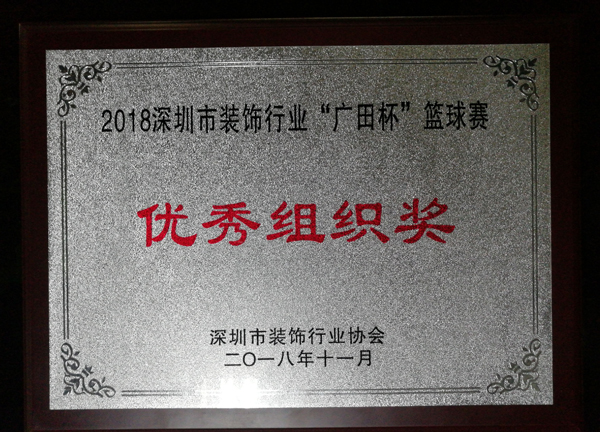 2018深圳市装饰行业“广田杯”篮球赛
优秀组织奖
深圳市装饰行业协会
二〇一八年十一月